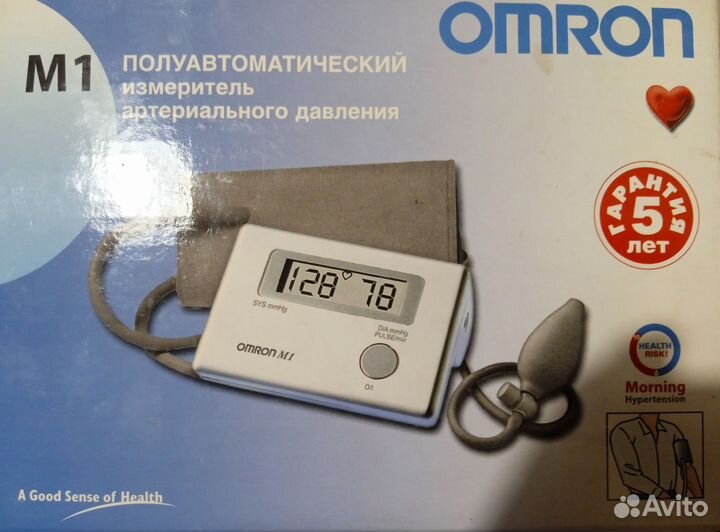 OMRON
M1
ПОЛУАВТОМАТИЧЕСКИЙ
измеритель
артериального давления
ГАРАНТИЯ
5
лет
128 78
SYS mmHg
DIA mmHg
PULSE/min
OMRON M1
O/I
HEALTH
RISK!
Morning
Hypertension
A Good Sense of Health
Avito